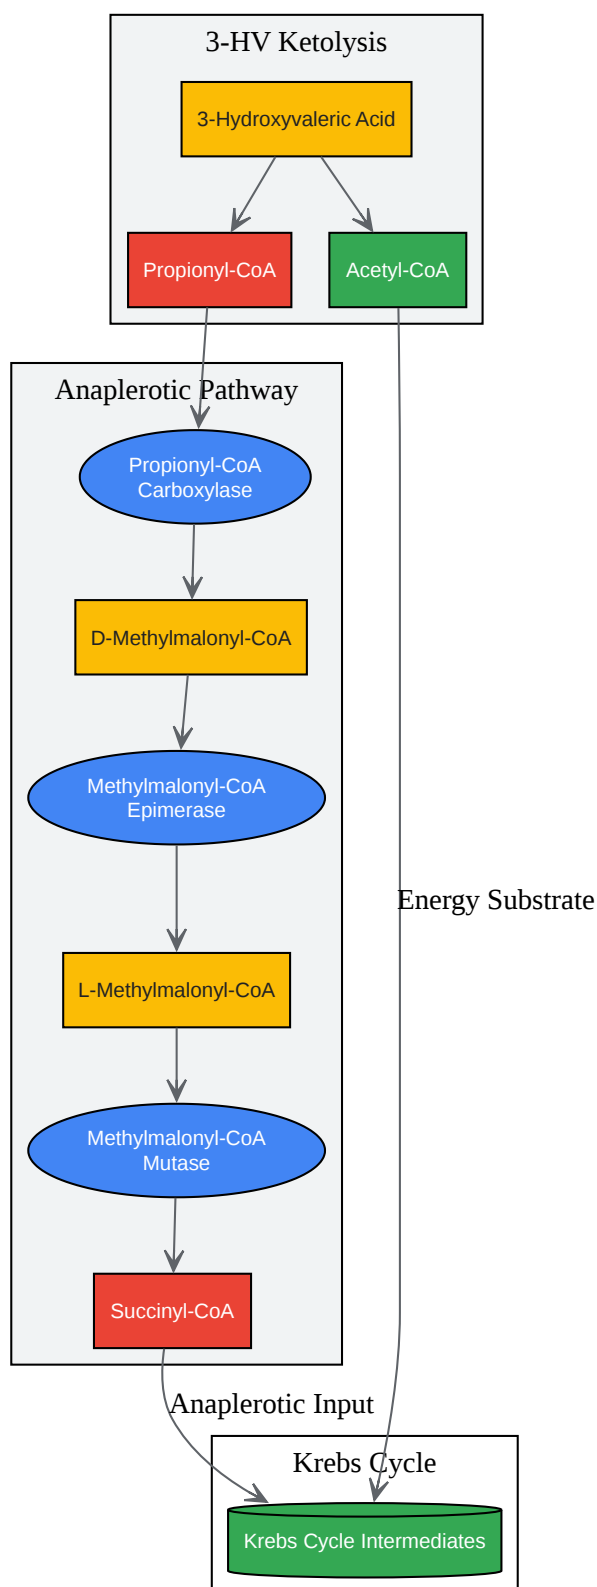 3-HV Ketolysis
3-Hydroxyvaleric Acid
Propionyl-CoA
Acetyl-CoA
Anaplerotic Pathway
Propionyl-CoA
Carboxylase
D-Methylmalonyl-CoA
Methylmalonyl-CoA
Epimerase
Energy Substrate
L-Methylmalonyl-CoA
Methylmalonyl-CoA
Mutase
Succinyl-CoA
Anaplerotic Input
Krebs Cycle
Krebs Cycle Intermediates